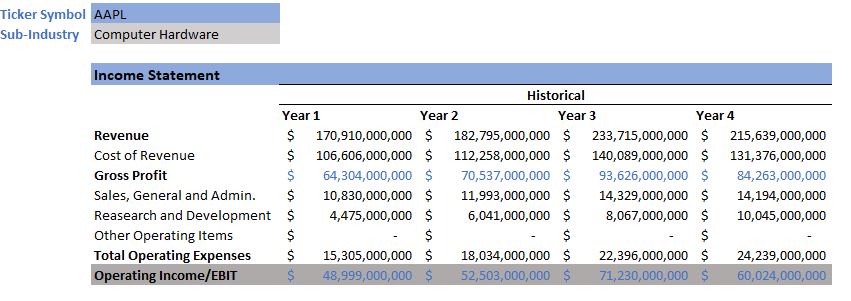 Ticker Symbol AAPL
Sub-Industry Computer Hardware
Income Statement
Historical
Year 1 Year 2 Year 3 Year 4
Revenue $ 170,910,000,000 $ 182,795,000,000 $ 233,715,000,000 $ 215,639,000,000
Cost of Revenue $ 106,606,000,000 $ 112,258,000,000 $ 140,089,000,000 $ 131,376,000,000
Gross Profit $ 64,304,000,000 $ 70,537,000,000 $ 93,626,000,000 $ 84,263,000,000
Sales, General and Admin. $ 10,830,000,000 $ 11,993,000,000 $ 14,329,000,000 $ 14,194,000,000
Reasearch and Development $ 4,475,000,000 $ 6,041,000,000 $ 8,067,000,000 $ 10,045,000,000
Other Operating Items $ - $ - $ - $ -
Total Operating Expenses $ 15,305,000,000 $ 18,034,000,000 $ 22,396,000,000 $ 24,239,000,000
Operating Income/EBIT $ 48,999,000,000 $ 52,503,000,000 $ 71,230,000,000 $ 60,024,000,000